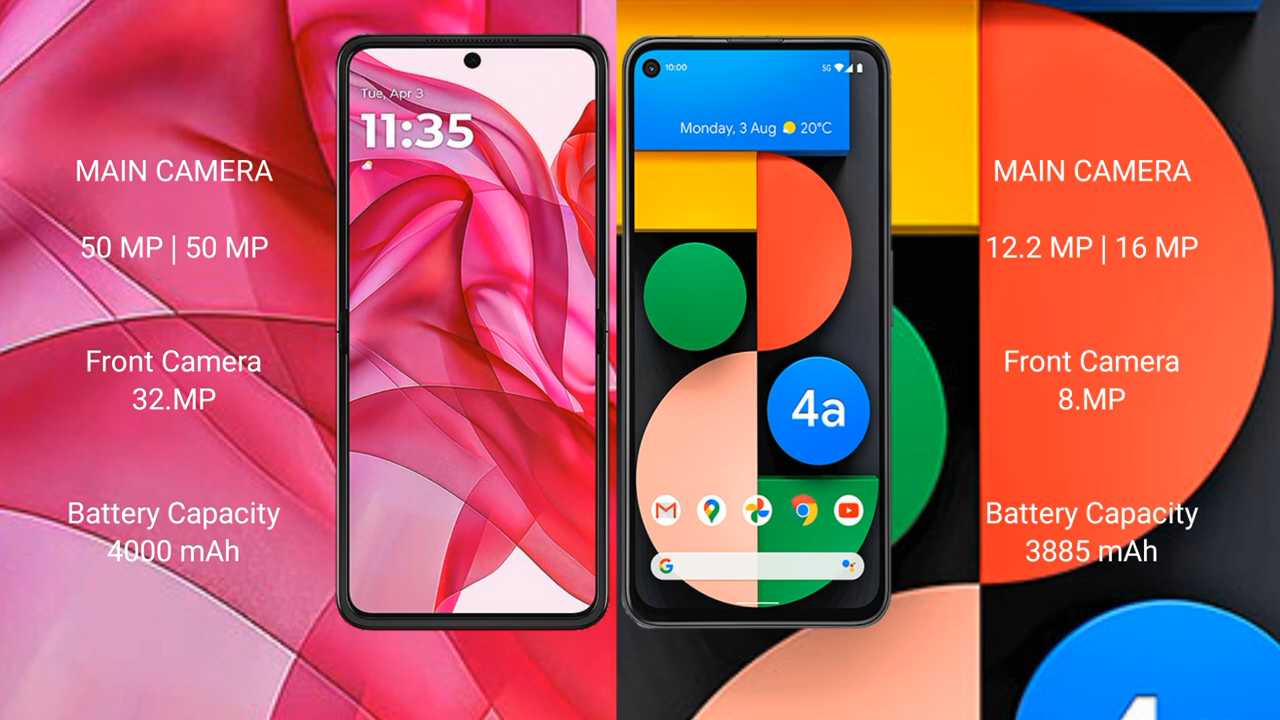 MAIN CAMERA
50 MP | 50 MP
Front Camera
32.MP
Battery Capacity
4000 mAh
Tue, Apr 3
11:35
10:00
5G
Monday, 3 Aug 20°C
4a
G
MAIN CAMERA
12.2 MP | 16 MP
Front Camera
8.MP
Battery Capacity
3885 mAh